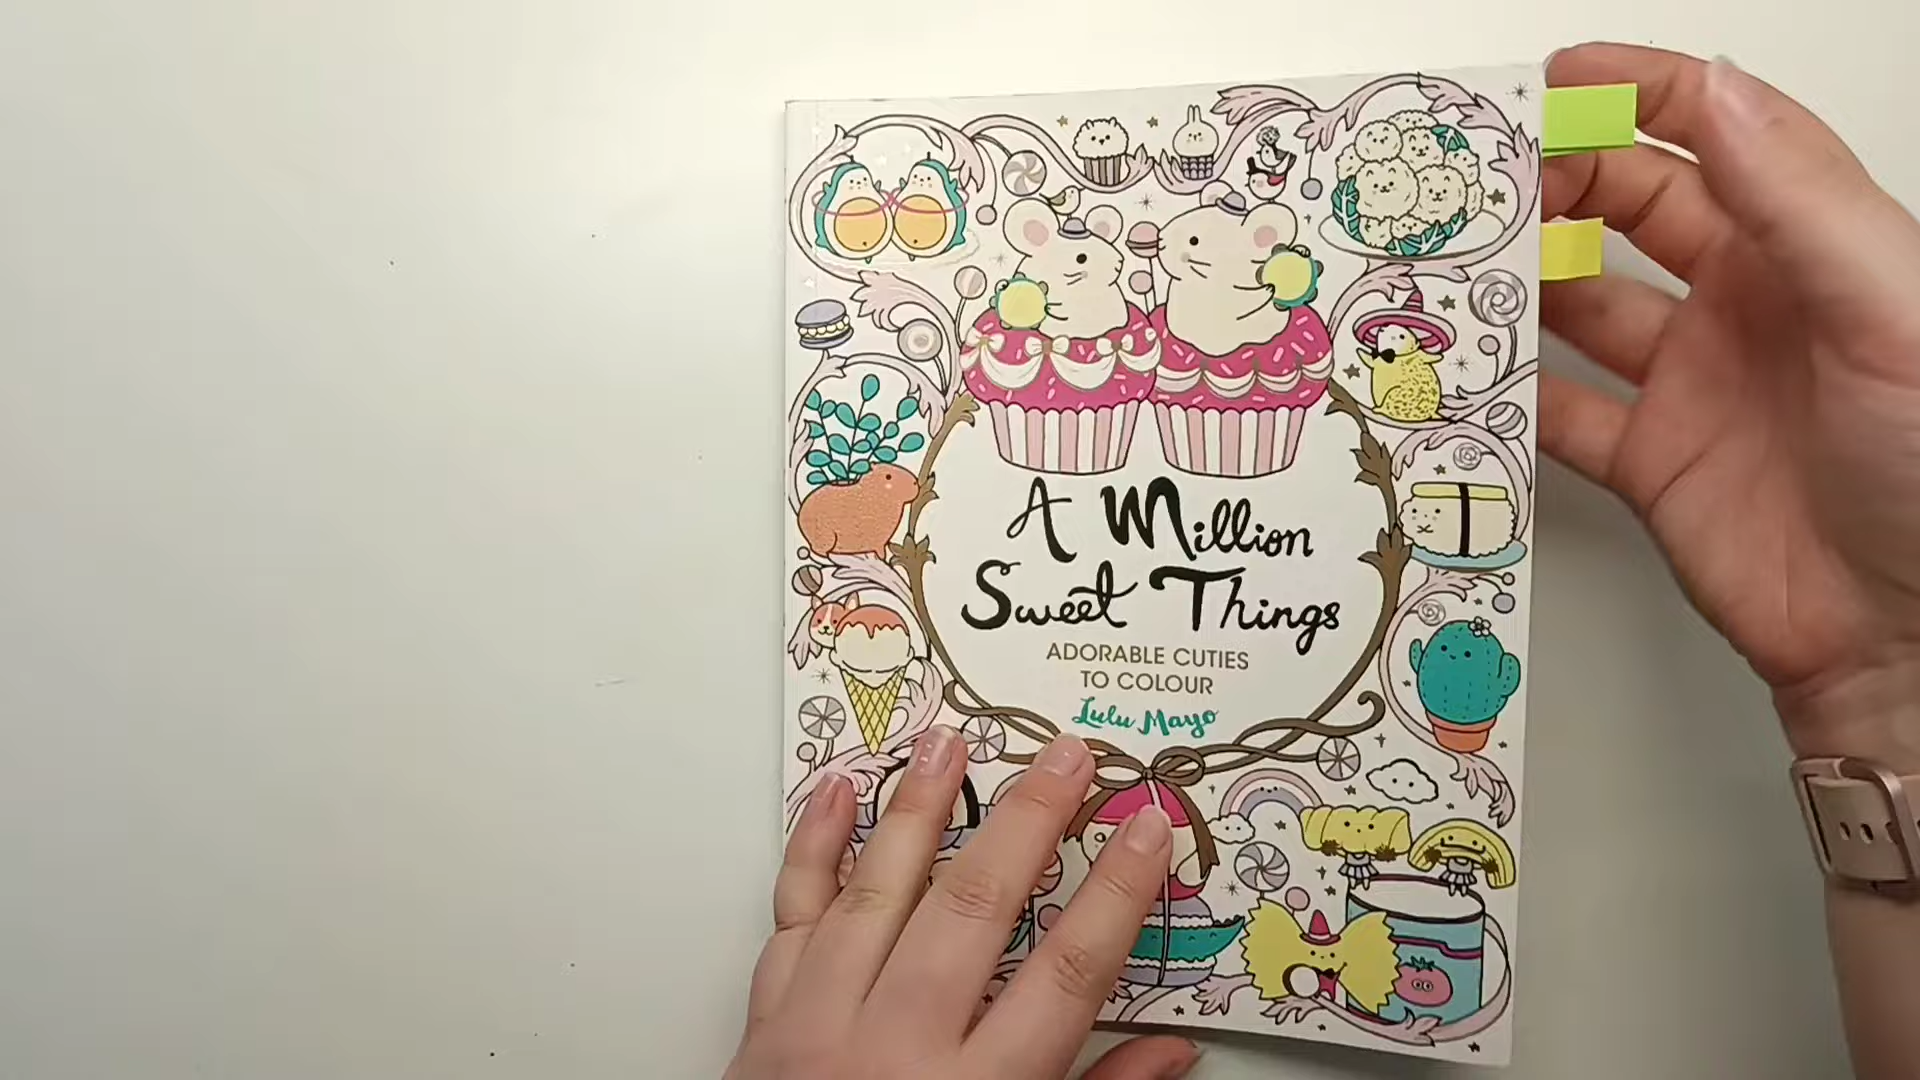 A Million
Sweet Things
ADORABLE CUTIES
TO COLOUR
Lulu Mayo